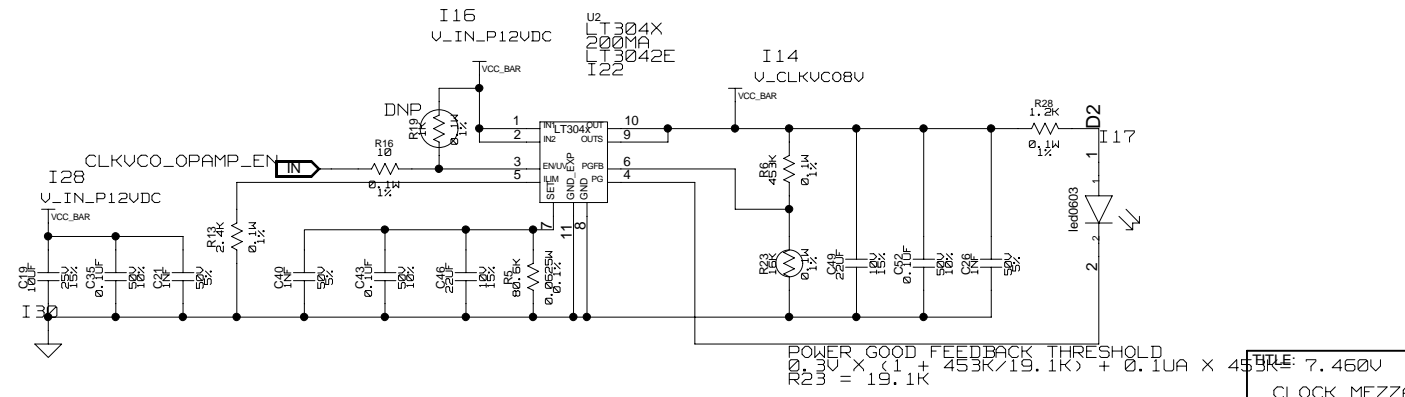 I16
V_IN_P12VDC
VCC_BAR
U2
LT304X
200MA
LT3042E
I22
I14
V_CLKVCO8V
VCC_BAR
DNP
R19
1K
0.1W
1%
CLKVCO_OPAMP_EN
IN
R16
10
0.1W
1%
1
2
3
5
IN1
IN2
EN/UV
ILIM
LT304X
OUT
OUTS
PGFB
PG
SET
GND_EXP
GND
10
9
6
4
7
11
8
R28
1.2K
0.1W
1%
D2
I17
1
1
led0603
2
2
R6
453K
0.1W
1%
I28
V_IN_P12VDC
VCC_BAR
R13
2.4K
0.1W
1%
C19
10UF
25V
15%
C35
0.1UF
50V
10%
C21
1NF
50V
5%
C40
1NF
50V
5%
C43
0.1UF
50V
10%
C46
22UF
10V
15%
R5
80.6K
0.0625W
0.1%
R23
16K
0.1W
1%
C49
22UF
10V
15%
C52
0.1UF
50V
10%
C26
1NF
50V
5%
I30
POWER GOOD FEEDBACK THRESHOLD
0.3V X (1 + 453K/19.1K) + 0.1UA X 453K= 7.460V
R23 = 19.1K
TITLE: